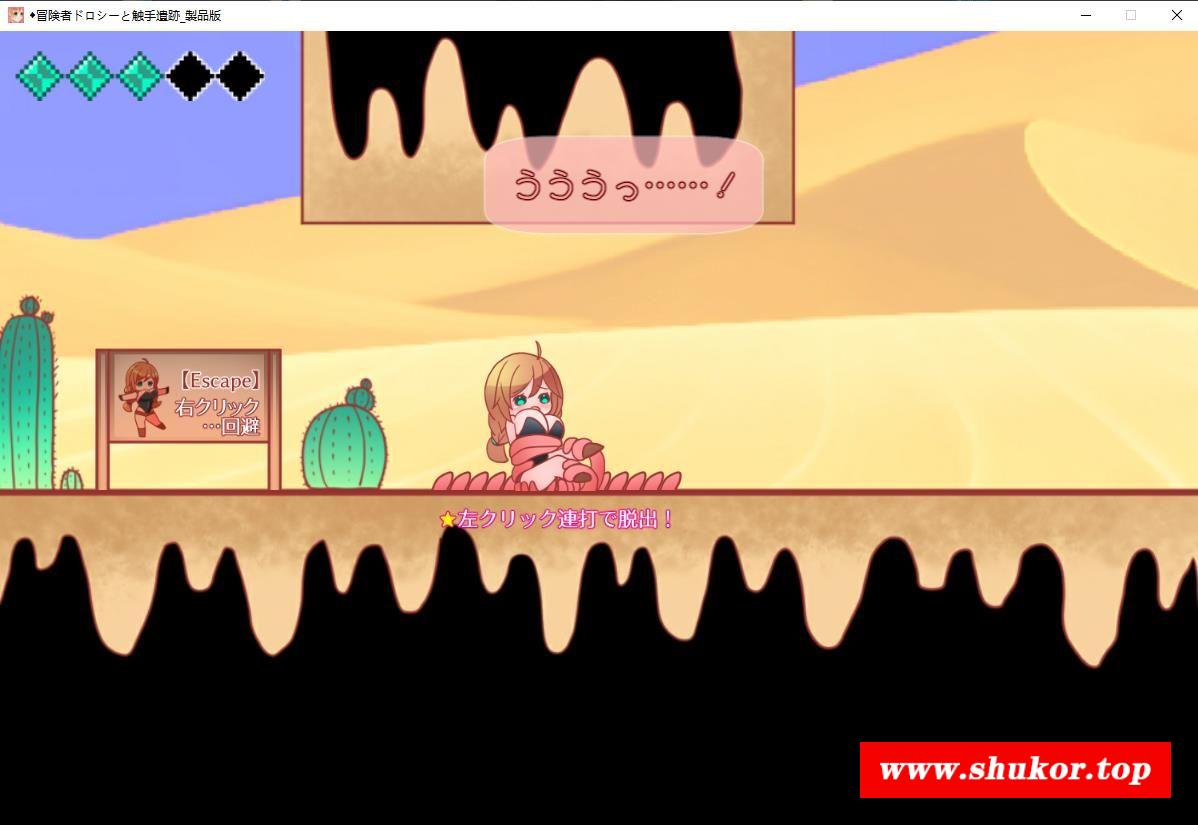 ♦冒険者ドロシーと触手遺跡_製品版
うううっ……！
【Escape】
右クリック
…回避
★左クリック連打で脱出！
www.shukor.top